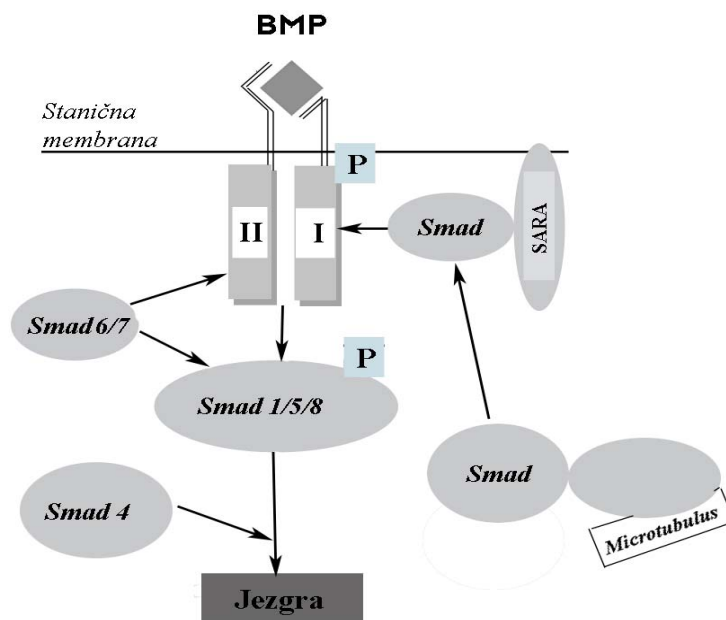 BMP
Stanična
membrana
P
II
I
Smad
SARA
Smad 6/7
P
Smad 1/5/8
Smad
Smad 4
Microtubulus
Jezgra